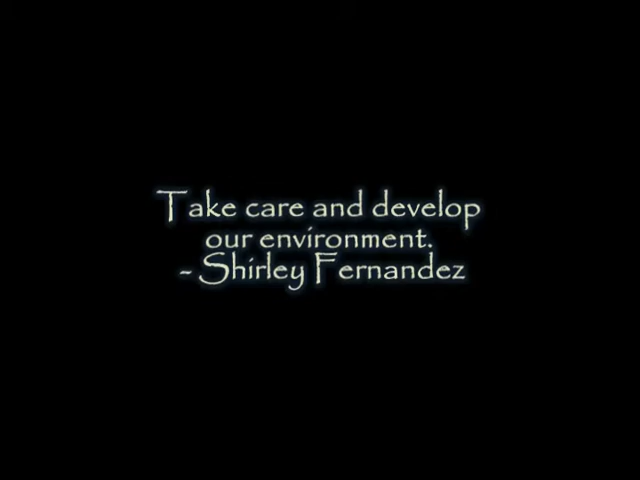 Take care and develop
our environment.
- Shirley Fernandez